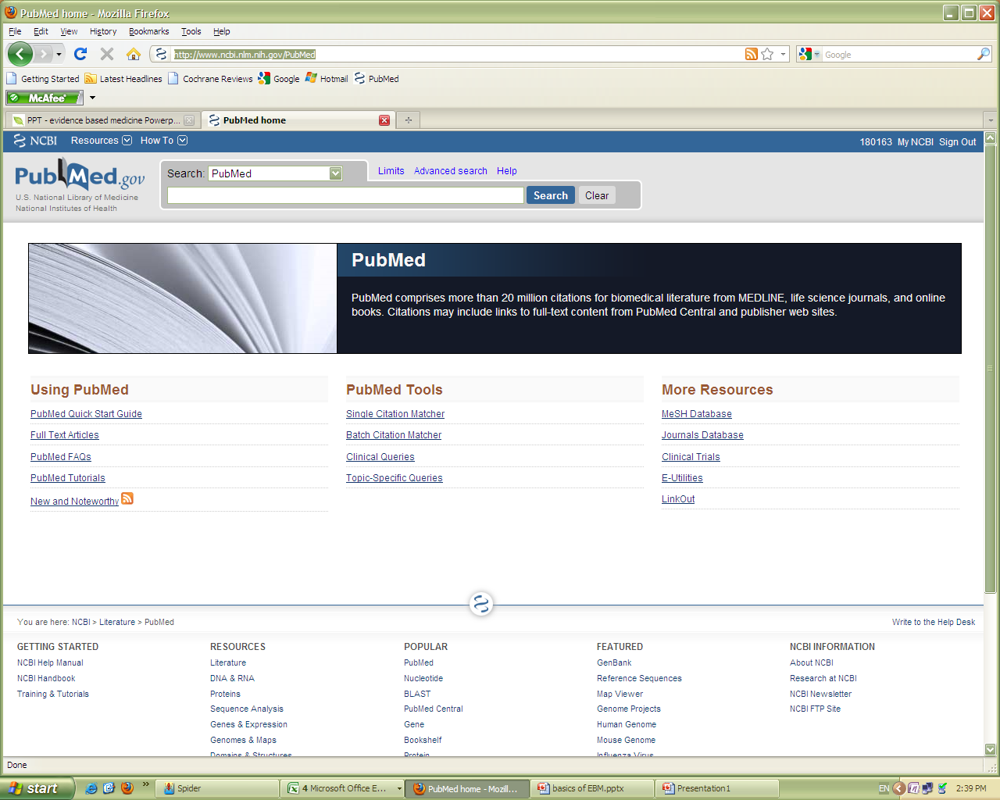 PubMed home - Mozilla Firefox
File Edit View History Bookmarks Tools Help
http://www.ncbi.nlm.nih.gov/PubMed
Google
Getting Started Latest Headlines Cochrane Reviews Google Hotmail PubMed
McAfee
PPT - evidence based medicine Powerp... PubMed home
NCBI Resources How To 180163 My NCBI Sign Out
PubMed.gov
U.S. National Library of Medicine
National Institutes of Health
Search: PubMed Limits Advanced search Help
Search Clear
PubMed
PubMed comprises more than 20 million citations for biomedical literature from MEDLINE, life science journals, and online
books. Citations may include links to full-text content from PubMed Central and publisher web sites.
Using PubMed
PubMed Quick Start Guide
Full Text Articles
PubMed FAQs
PubMed Tutorials
New and Noteworthy
PubMed Tools
Single Citation Matcher
Batch Citation Matcher
Clinical Queries
Topic-Specific Queries
More Resources
MeSH Database
Journals Database
Clinical Trials
E-Utilities
LinkOut
You are here: NCBI > Literature > PubMed Write to the Help Desk
GETTING STARTED
NCBI Help Manual
NCBI Handbook
Training & Tutorials
RESOURCES
Literature
DNA & RNA
Proteins
Sequence Analysis
Genes & Expression
Genomes & Maps
Domains & Structures
POPULAR
PubMed
Nucleotide
BLAST
PubMed Central
Gene
Bookshelf
Protein
FEATURED
GenBank
Reference Sequences
Map Viewer
Genome Projects
Human Genome
Mouse Genome
Influenza Virus
NCBI INFORMATION
About NCBI
Research at NCBI
NCBI Newsletter
NCBI FTP Site
Done
start Spider 4 Microsoft Office E... PubMed home - Mozill... basics of EBM.pptx Presentation1 EN 2:39 PM